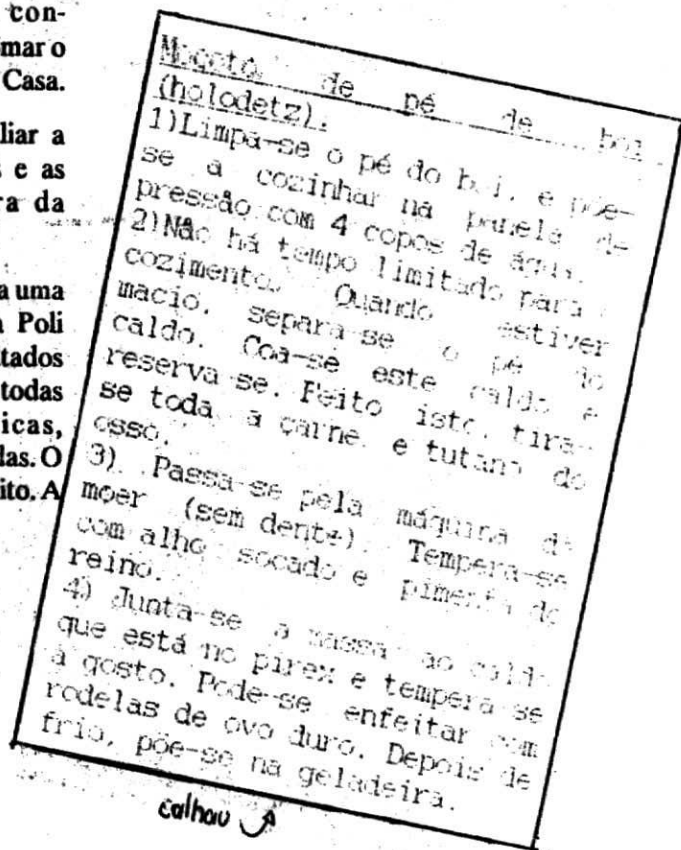 con-
mar o
Casa.
liar a
s e as
ra da
a uma
a Poli
tados
todas
icas,
las. O
ito. A
Mocotó de pé de boi
(holodetz):
1)Limpa-se o pé do boi, e põe-
se a cozinhar na panela de
pressão com 4 copos de água.
2)Não há tempo limitado para
cozimento. Quando estiver
macio, separa-se o pé do
caldo. Coa-se este caldo e
reserva-se. Feito isto, tira-
se toda a carne e tutano do
osso.
3) Passa-se pela máquina de
moer (sem dente). Tempera-se
com alho socado e pimenta do
reino.
4) Junta-se a massa ao caldo
que está no pirex e tempera-se
à gosto. Pode-se enfeitar com
rodelas de ovo duro. Depois de
frio, põe-se na geladeira.
calhau